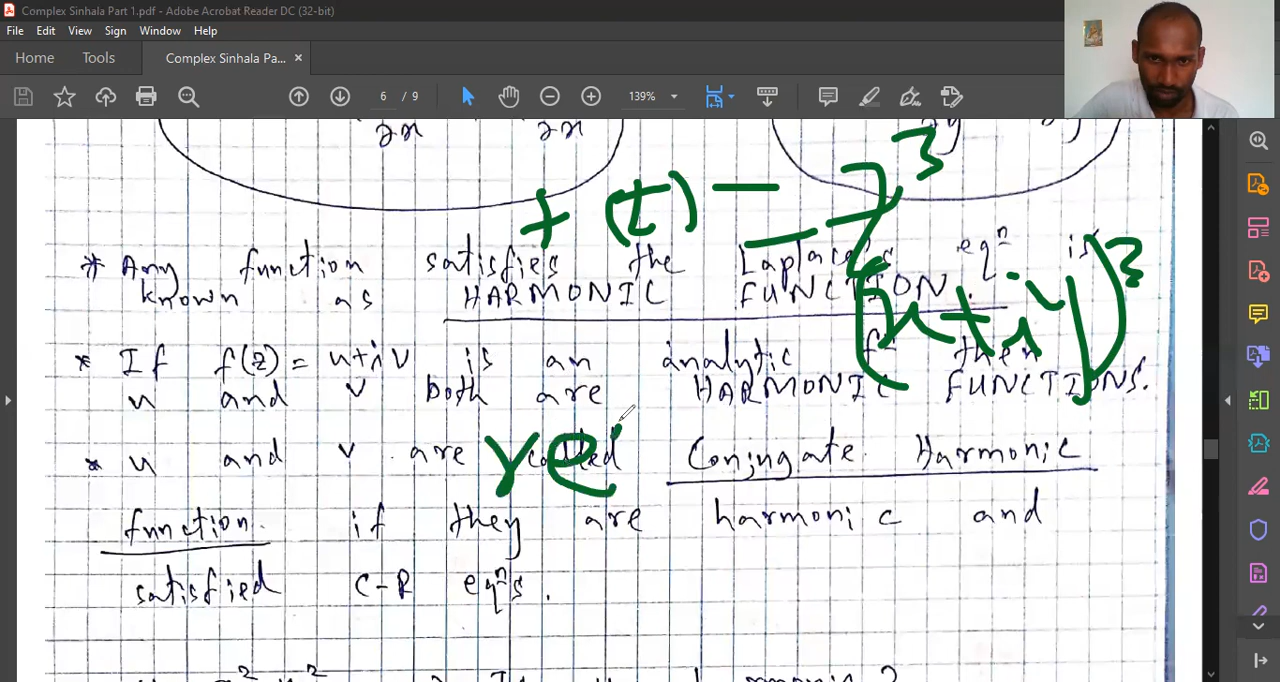 Complex Sinhala Part 1.pdf - Adobe Acrobat Reader DC (32-bit)
File Edit View Sign Window Help
Home Tools Complex Sinhala Pa... ×
6 / 9 139%
∂x ∂x
3
f(z) = z
= (x+iy)3
* Any function satisfies the Laplace's eqn is
known as HARMONIC FUNCTION.
* If f(z) = u+iv is an analytic fn then
u and v both are HARMONIC FUNCTIONS.
* u and v are called Conjugate Harmonic
function if they are harmonic and
satisfied C-R eqns.